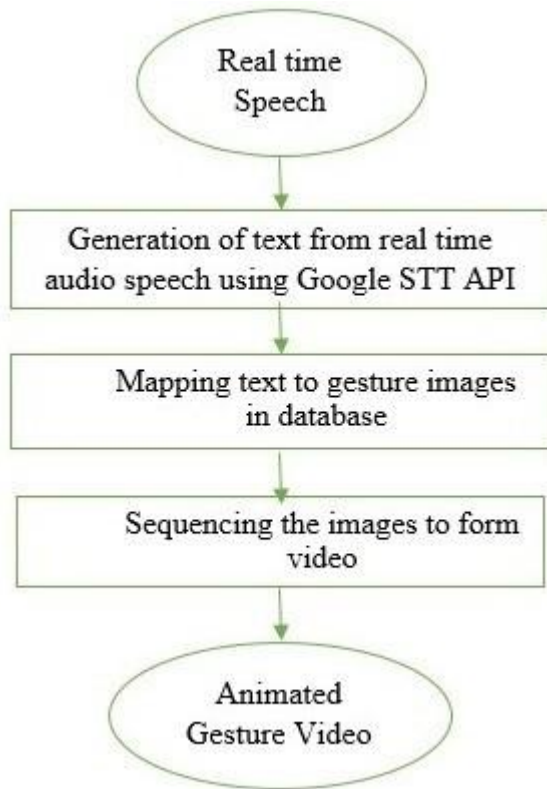 Real time
Speech
Generation of text from real time
audio speech using Google STT API
Mapping text to gesture images
in database
Sequencing the images to form
video
Animated
Gesture Video